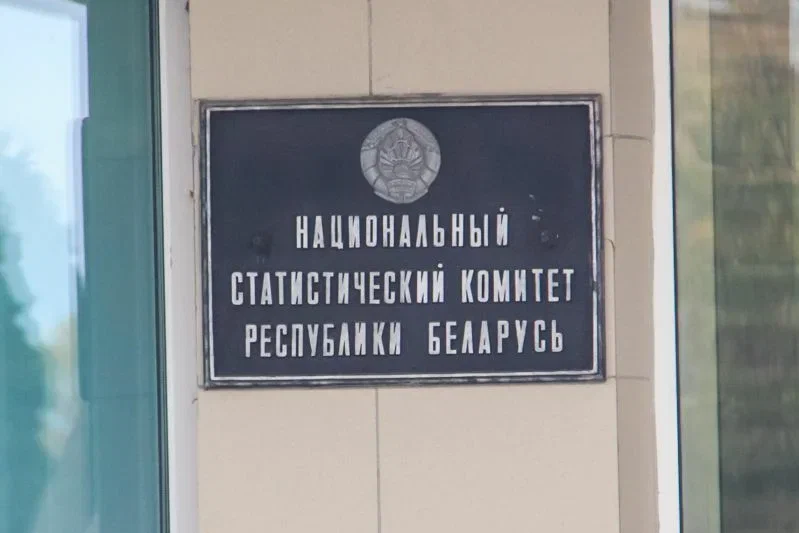 НАЦИОНАЛЬНЫЙ
СТАТИСТИЧЕСКИЙ КОМИТЕТ
РЕСПУБЛИКИ БЕЛАРУСЬ